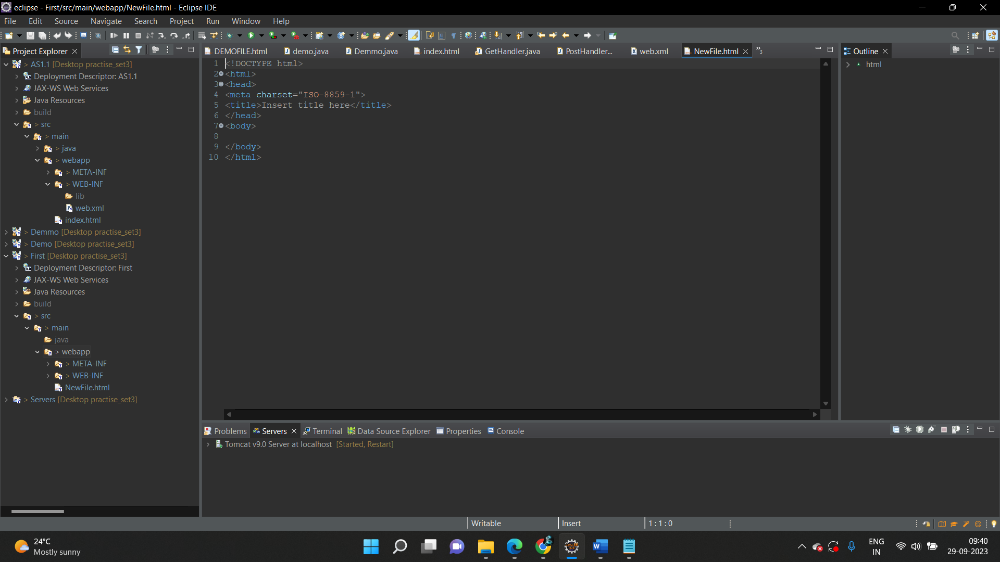 eclipse - First/src/main/webapp/NewFile.html - Eclipse IDE
File Edit Source Navigate Search Project Run Window Help
Project Explorer
> AS1.1 [Desktop practise_set3]
Deployment Descriptor: AS1.1
JAX-WS Web Services
Java Resources
build
> src
> main
> java
> webapp
> META-INF
> WEB-INF
lib
web.xml
index.html
> Demmo [Desktop practise_set3]
> Demo [Desktop practise_set3]
> First [Desktop practise_set3]
Deployment Descriptor: First
JAX-WS Web Services
Java Resources
build
> src
> main
java
> webapp
> META-INF
> WEB-INF
NewFile.html
> Servers [Desktop practise_set3]
DEMOFILE.html demo.java Demmo.java index.html GetHandler.java PostHandler... web.xml NewFile.html »3
1 <!DOCTYPE html>
2 <html>
3 <head>
4 <meta charset="ISO-8859-1">
5 <title>Insert title here</title>
6 </head>
7 <body>
8
9 </body>
10 </html>
Outline
html
Problems Servers Terminal Data Source Explorer Properties Console
Tomcat v9.0 Server at localhost [Started, Restart]
Writable Insert 1 : 1 : 0
24°C
Mostly sunny
ENG
IN
09:40
29-09-2023